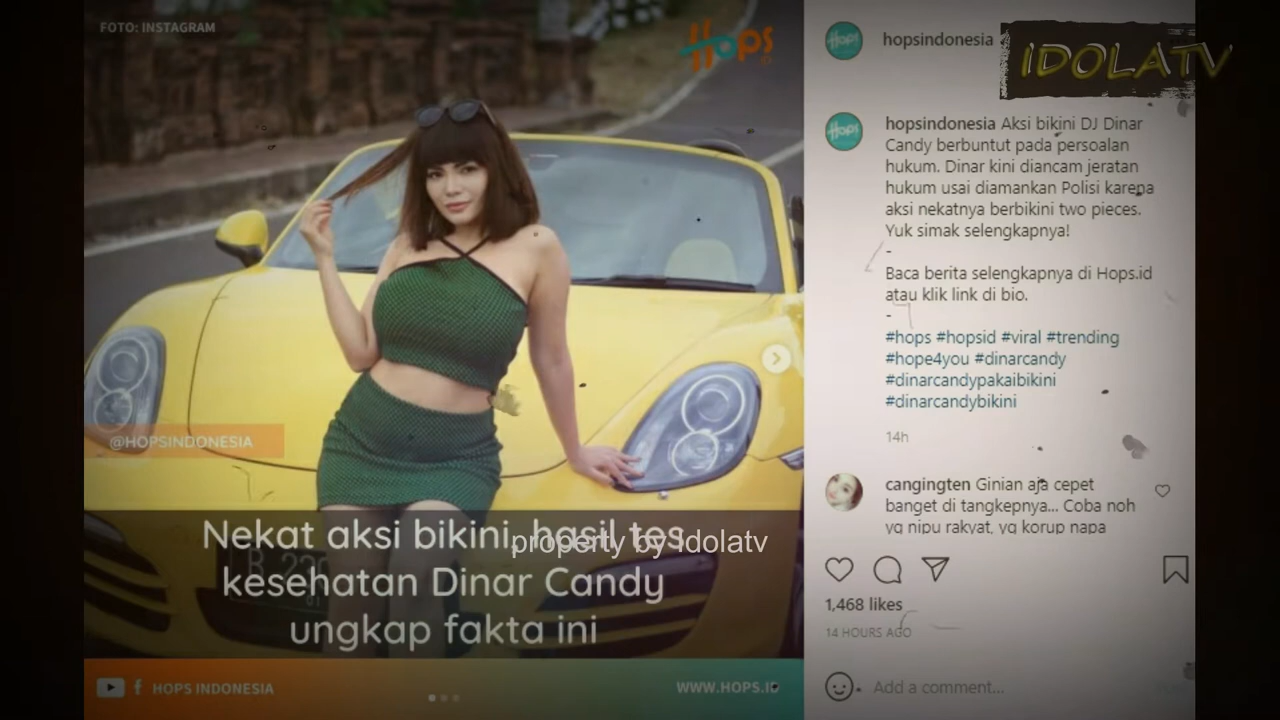 FOTO: INSTAGRAM
Hops
.ID
hopsindonesia
IDOLATV
Hops
hopsindonesia Aksi bikini DJ Dinar
Candy berbuntut pada persoalan
hukum. Dinar kini diancam jeratan
hukum usai diamankan Polisi karena
aksi nekatnya berbikini two pieces.
Yuk simak selengkapnya!
-
Baca berita selengkapnya di Hops.id
atau klik link di bio.
-
#hops #hopsid #viral #trending
#hope4you #dinarcandy
#dinarcandypakaibikini
#dinarcandybikini
14h
cangingten Ginian aja cepet
banget di tangkepnya... Coba noh
yg nipu rakyat, yg korup napa
1,468 likes
14 HOURS AGO
Add a comment...
@HOPSINDONESIA
Nekat aksi bikini, hasil tes
property by idolatv
kesehatan Dinar Candy
ungkap fakta ini
f HOPS INDONESIA
WWW.HOPS.ID